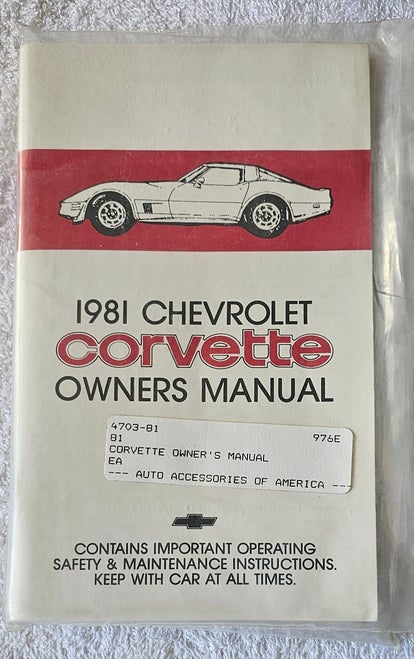 1981 CHEVROLET
corvette
OWNERS MANUAL
4703-81
81 976E
CORVETTE OWNER'S MANUAL
EA
--- AUTO ACCESSORIES OF AMERICA ---
CONTAINS IMPORTANT OPERATING
SAFETY & MAINTENANCE INSTRUCTIONS.
KEEP WITH CAR AT ALL TIMES.